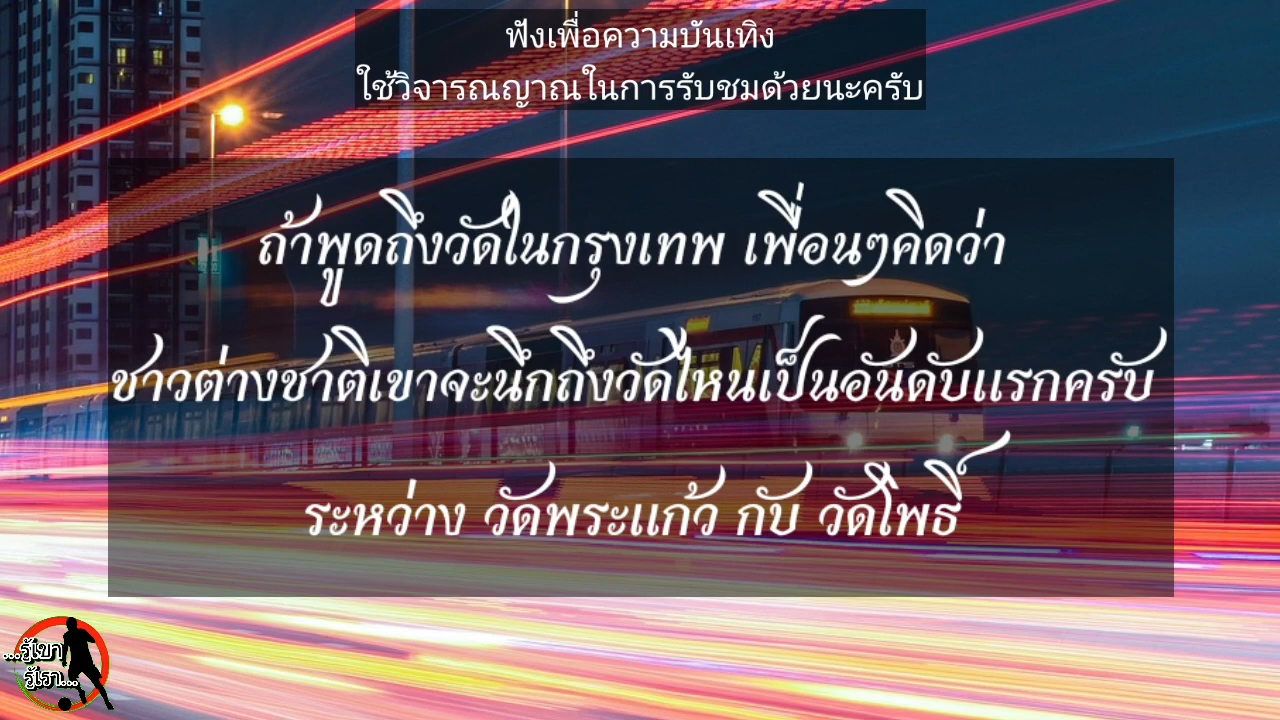 ฟังเพื่อความบันเทิง
ใช้วิจารณญาณในการรับชมด้วยนะครับ
ถ้าพูดถึงวัดในกรุงเทพ เพื่อนๆคิดว่า
ชาวต่างชาติเขาจะนึกถึงวัดไหนเป็นอันดับแรกครับ
ระหว่าง วัดพระแก้ว กับ วัดโพธิ์
...รู้เขา
รู้เรา...